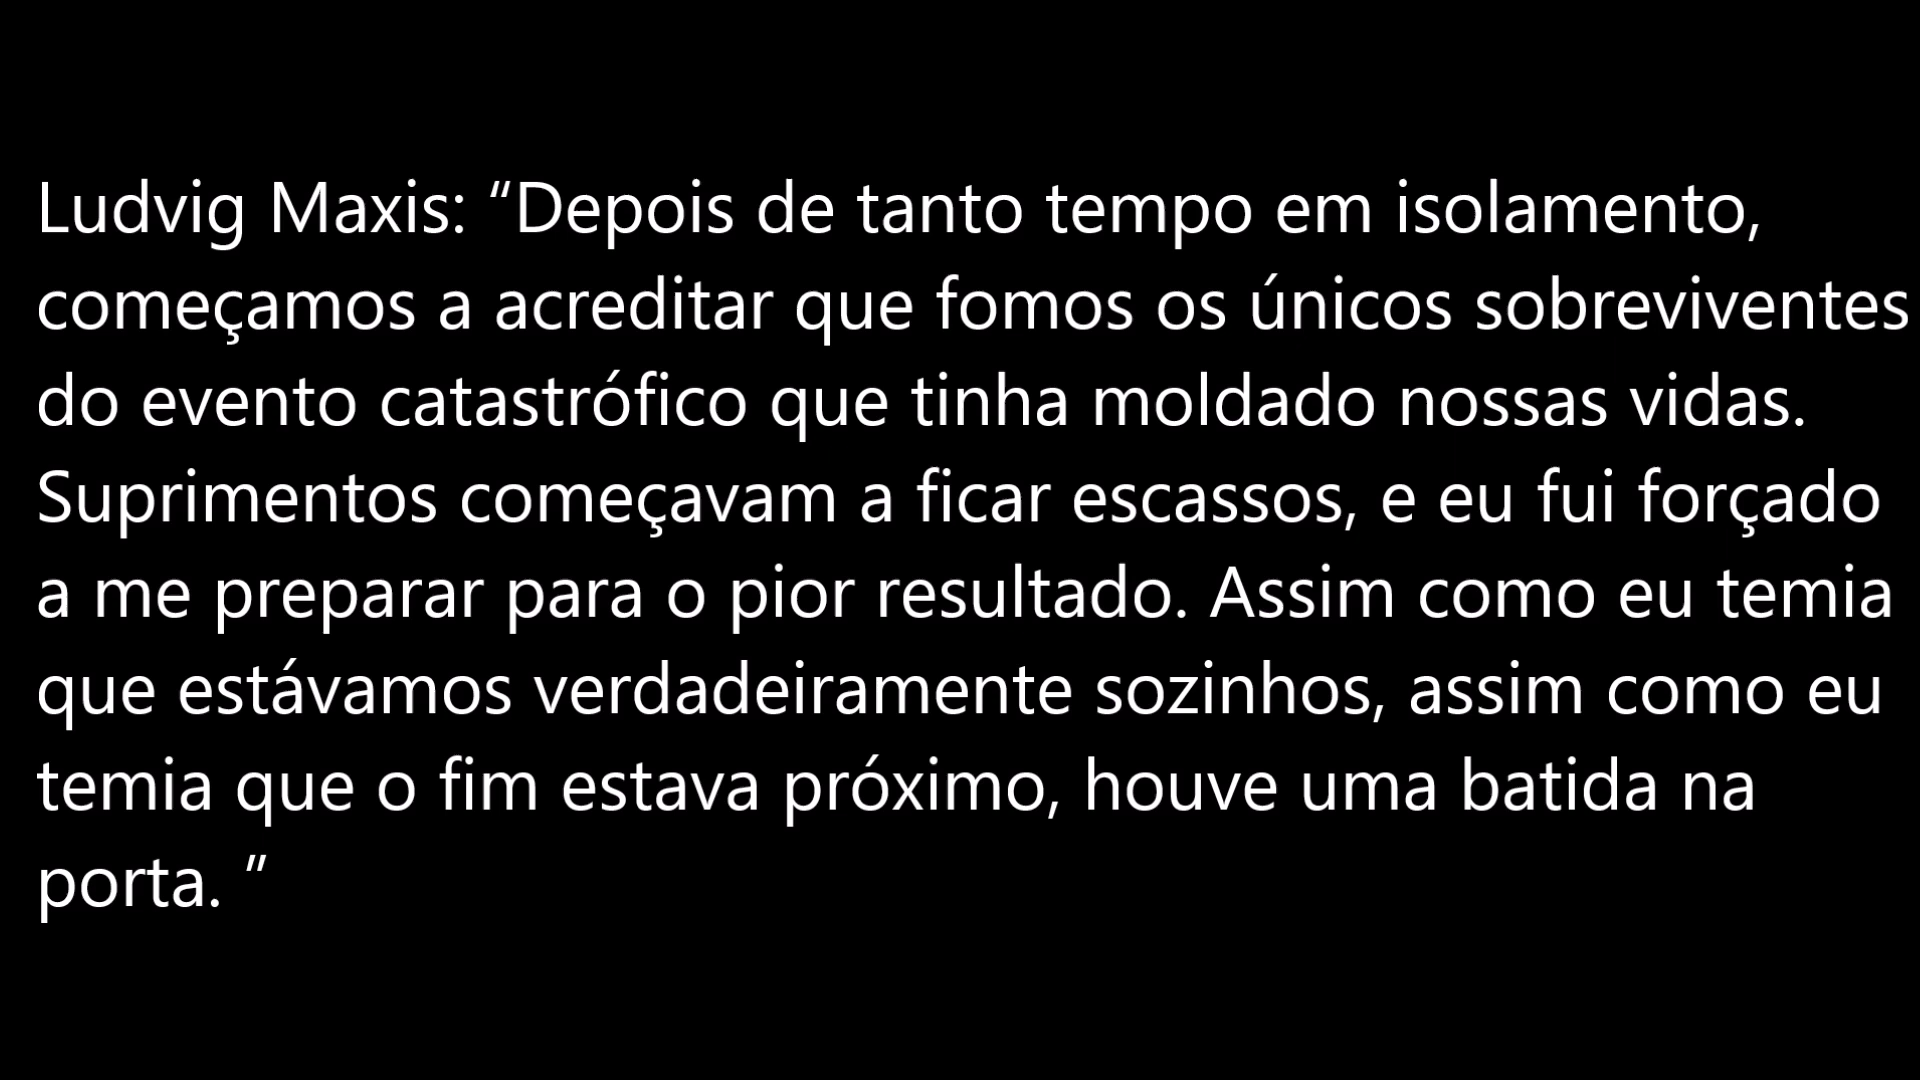 Ludvig Maxis: “Depois de tanto tempo em isolamento,
começamos a acreditar que fomos os únicos sobreviventes
do evento catastrófico que tinha moldado nossas vidas.
Suprimentos começavam a ficar escassos, e eu fui forçado
a me preparar para o pior resultado. Assim como eu temia
que estávamos verdadeiramente sozinhos, assim como eu
temia que o fim estava próximo, houve uma batida na
porta. ”